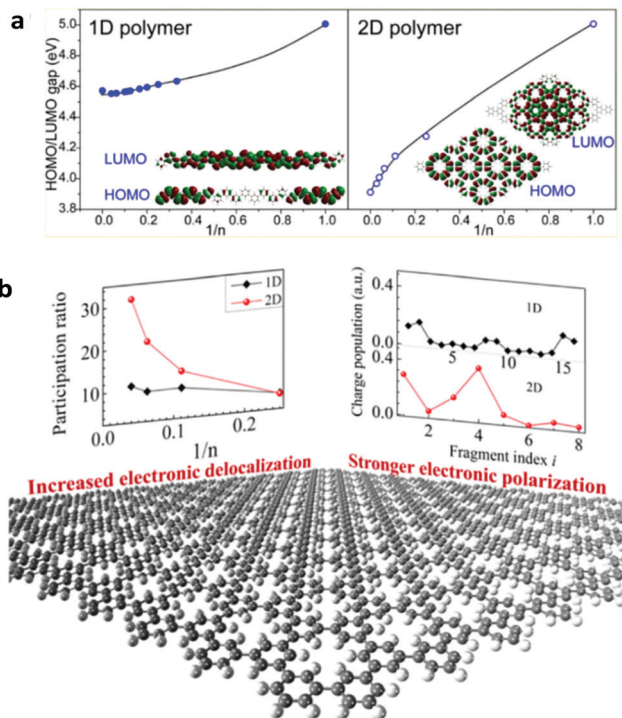 a
1D polymer
2D polymer
HOMO/LUMO gap (eV)
5.0
4.8
4.6
4.4
4.2
4.0
3.8
LUMO
HOMO
0.0 0.2 0.4 0.6 0.8 1.0
1/n
LUMO
HOMO
0.0 0.2 0.4 0.6 0.8 1.0
1/n
b
Participation ratio
30
20
10
1D
2D
0.0 0.1 0.2
1/n
Charge population (a.u.)
0.4
0.0
0.4
0.0
1D
5 10 15
2D
2 4 6 8
Fragment index i
Increased electronic delocalization
Stronger electronic polarization